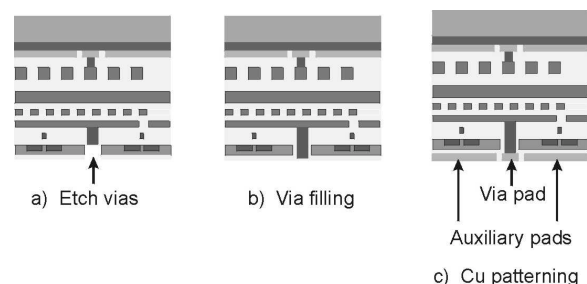 a) Etch vias
b) Via filling
Via pad
Auxiliary pads
c) Cu patterning